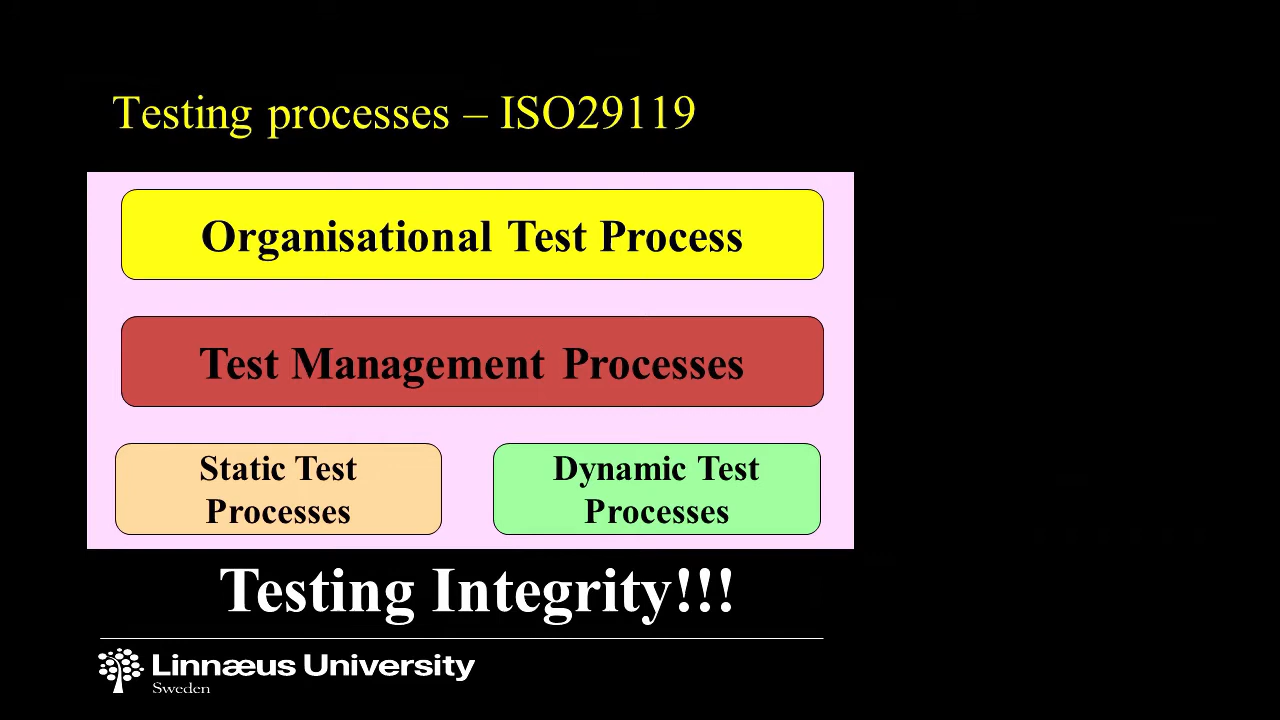 Testing processes – ISO29119
Organisational Test Process
Test Management Processes
Static Test
Processes
Dynamic Test
Processes
Testing Integrity!!!
Linnæus University
Sweden